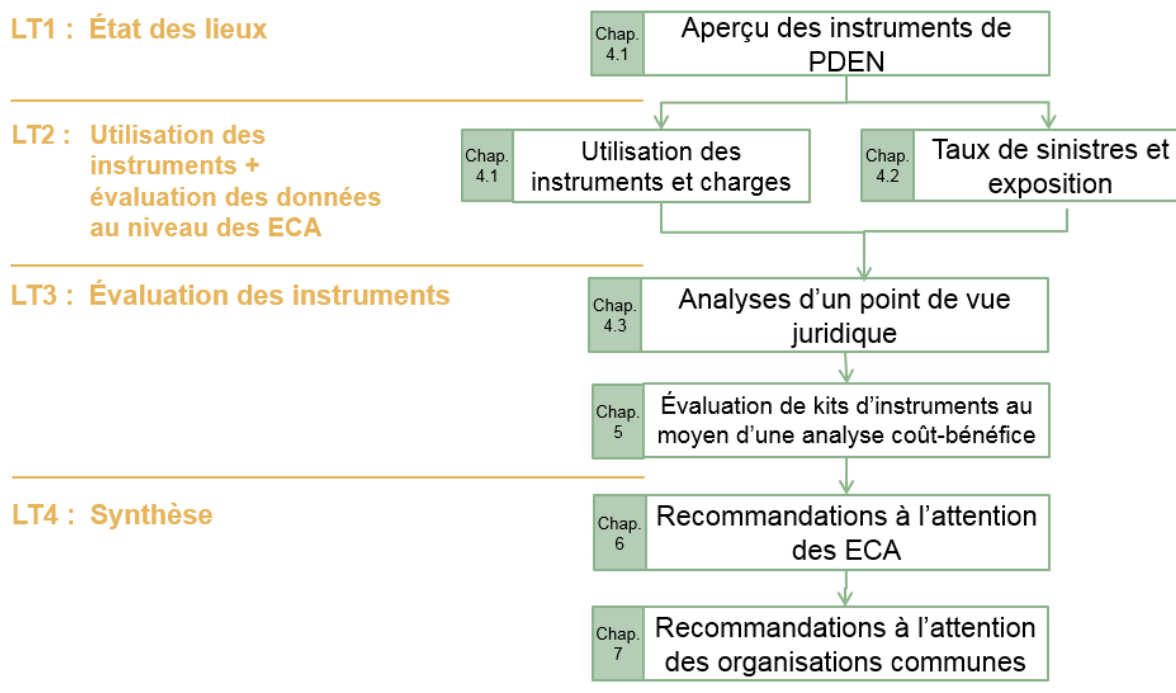 LT1 : État des lieux
Chap.
4.1
Aperçu des instruments de
PDEN
LT2 : Utilisation des
instruments +
évaluation des données
au niveau des ECA
Chap.
4.1
Utilisation des
instruments et charges
Chap.
4.2
Taux de sinistres et
exposition
LT3 : Évaluation des instruments
Chap.
4.3
Analyses d’un point de vue
juridique
Chap.
5
Évaluation de kits d’instruments au
moyen d’une analyse coût-bénéfice
LT4 : Synthèse
Chap.
6
Recommandations à l’attention
des ECA
Chap.
7
Recommandations à l’attention
des organisations communes